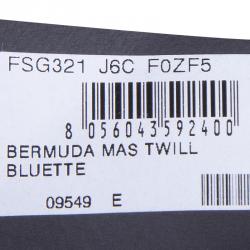 FSG321 J6C F0ZF5
8 056043 592400
BERMUDA MAS TWILL
BLUETTE
09549 E